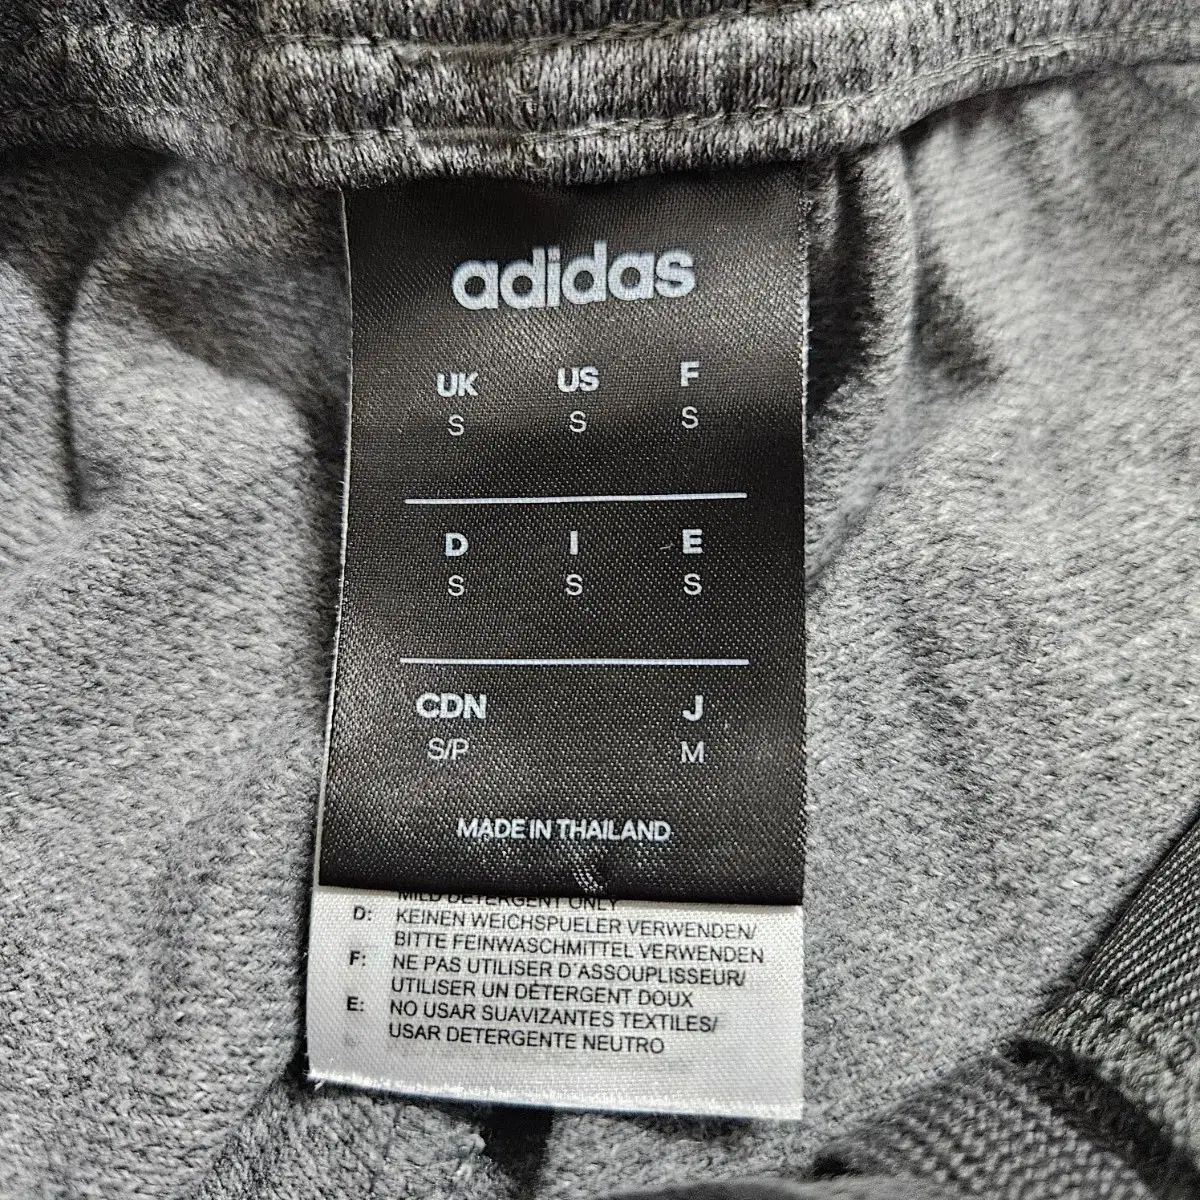 adidas
UK US F
S S S
D I E
S S S
CDN J
S/P M
MADE IN THAILAND
MILD DETERGENT ONLY
D: KEINEN WEICHSPUELER VERWENDEN/
BITTE FEINWASCHMITTEL VERWENDEN
F: NE PAS UTILISER D'ASSOUPLISSEUR/
UTILISER UN DÉTERGENT DOUX
E: NO USAR SUAVIZANTES TEXTILES/
USAR DETERGENTE NEUTRO